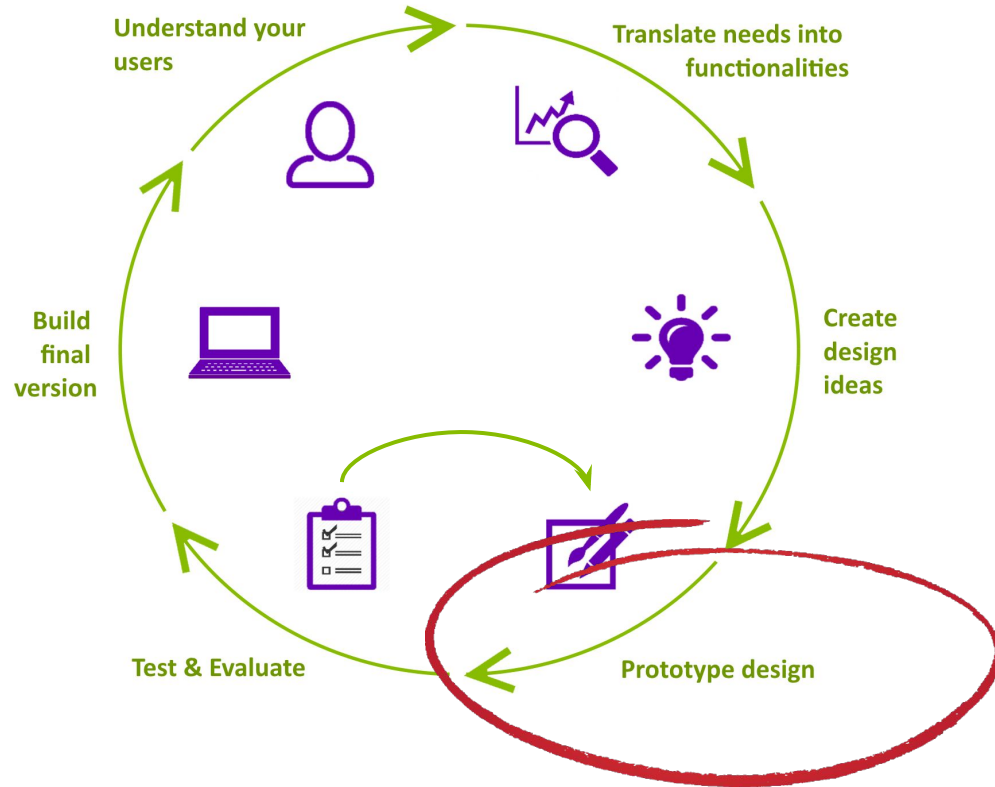 Understand your
users
Translate needs into
functionalities
Create
design
ideas
Prototype design
Test & Evaluate
Build
final
version